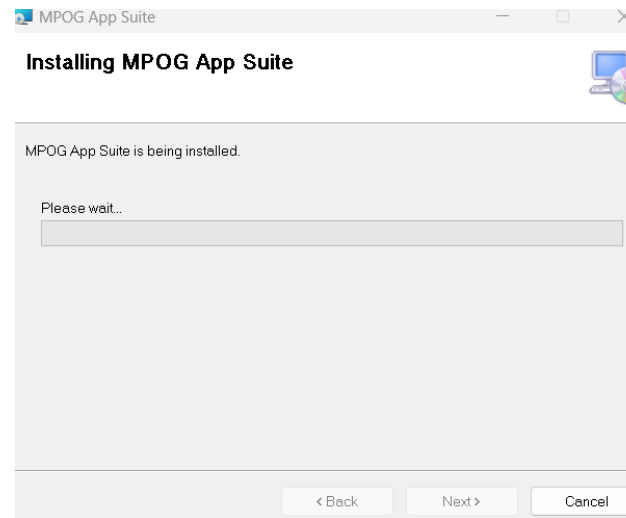 MPOG App Suite
Installing MPOG App Suite
MPOG App Suite is being installed.
Please wait...
< Back
Next >
Cancel